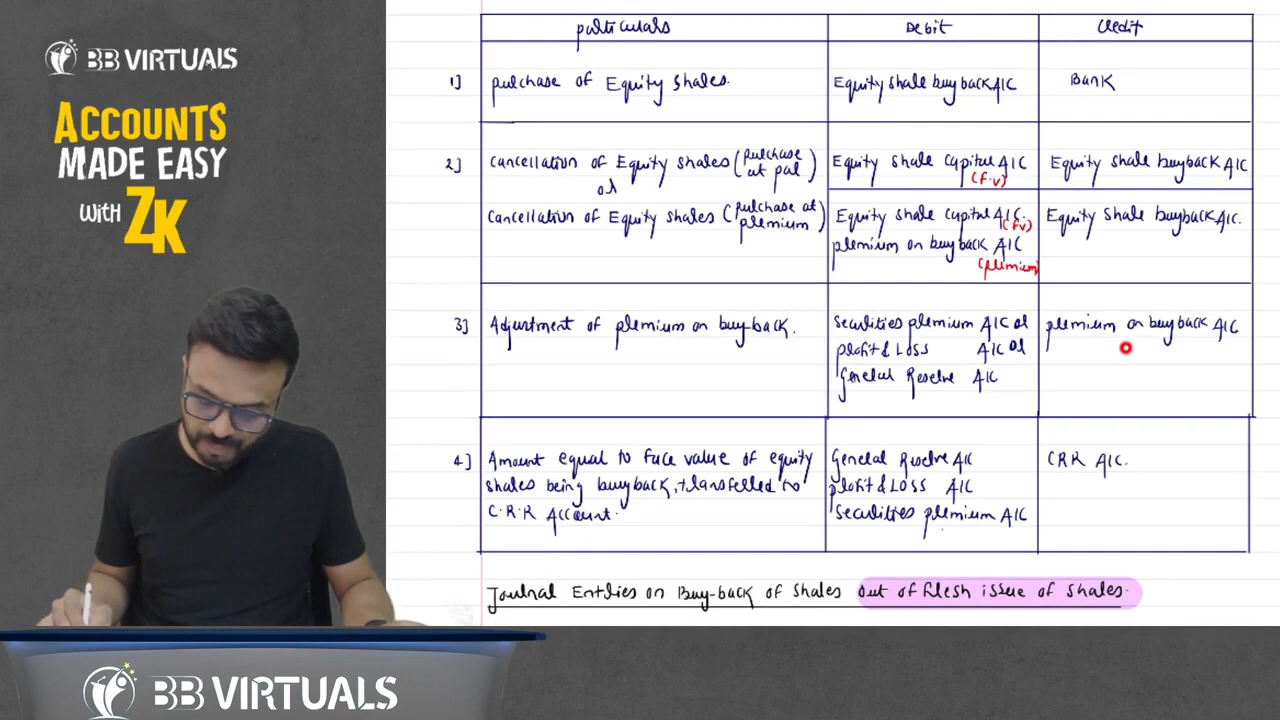 BB VIRTUALS
ACCOUNTS
MADE EASY
with ZK
Particulars Debit Credit
1] purchase of Equity shares. Equity share buyback A/C Bank
2] cancellation of Equity shares (purchase at par) Equity share capital A/C (F.V) Equity share buyback A/C
or
cancellation of Equity shares (purchase at premium) Equity share capital A/C. (FV) Equity share buyback A/C.
premium on buyback A/C (premium)
3] Adjustment of premium on buy-back. Securities premium A/C or premium on buyback A/C
profit & Loss A/C or
General Reserve A/C
4] Amount equal to face value of equity General Reserve A/C CRR A/C.
shares being buyback, transferred to profit & Loss A/C
C.R.R Account. Securities premium A/C
Journal Entries on Buy-back of shares out of fresh issue of shares.
BB VIRTUALS